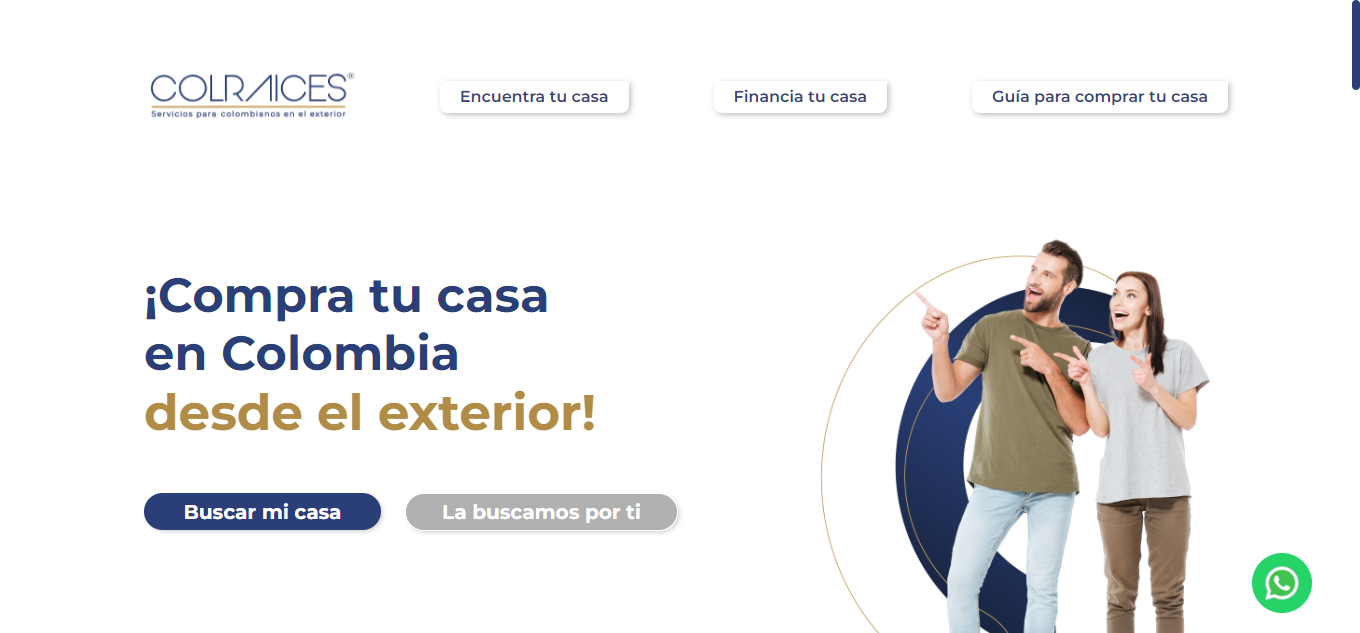 COLRAICES®
Servicios para colombianos en el exterior
Encuentra tu casa
Financia tu casa
Guía para comprar tu casa
¡Compra tu casa
en Colombia
desde el exterior!
Buscar mi casa
La buscamos por ti